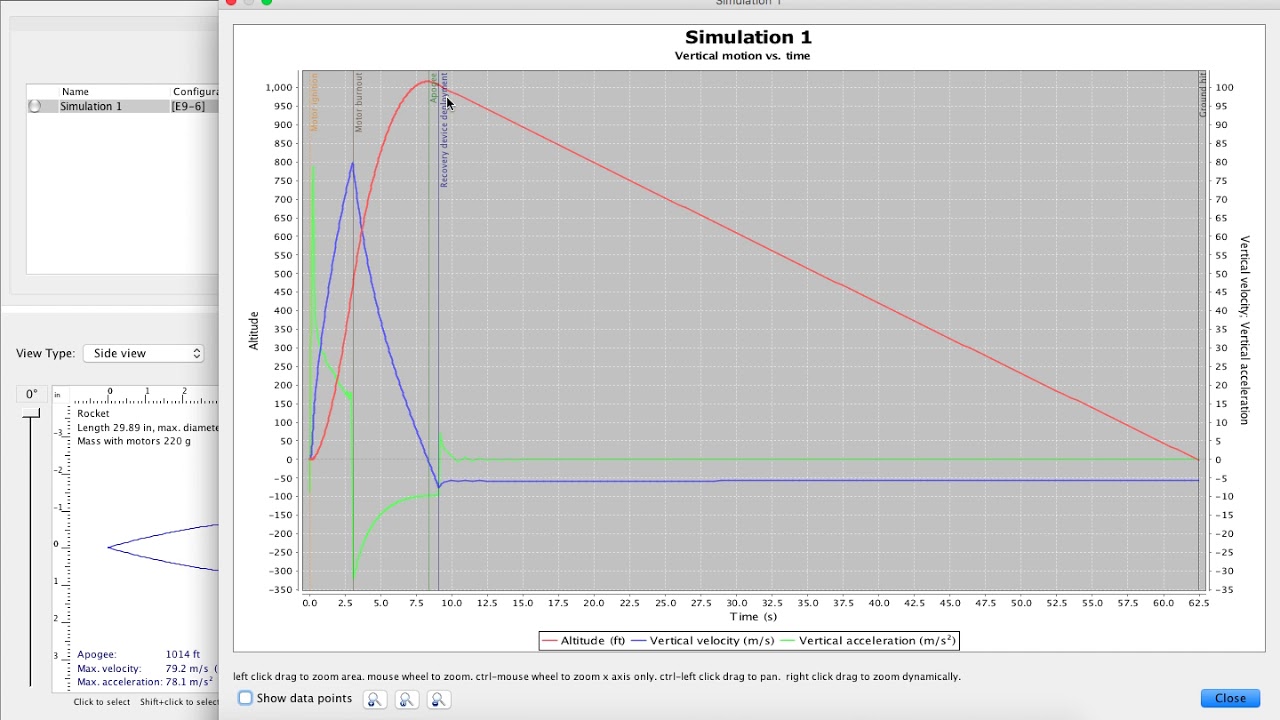 Simulation 1
Simulation 1
Vertical motion vs. time
Name Configura
Simulation 1 [E9-6]
Motor ignition
Motor burnout
Apogee
Recovery device deployment
Ground hit
1,000
950
900
850
800
750
700
650
600
550
500
450
400
350
300
250
200
150
100
50
0
-50
-100
-150
-200
-250
-300
-350
Altitude
100
95
90
85
80
75
70
65
60
55
50
45
40
35
30
25
20
15
10
5
0
-5
-10
-15
-20
-25
-30
-35
Vertical velocity; Vertical acceleration
0.0 2.5 5.0 7.5 10.0 12.5 15.0 17.5 20.0 22.5 25.0 27.5 30.0 32.5 35.0 37.5 40.0 42.5 45.0 47.5 50.0 52.5 55.0 57.5 60.0 62.5
Time (s)
Altitude (ft) Vertical velocity (m/s) Vertical acceleration (m/s²)
left click drag to zoom area. mouse wheel to zoom. ctrl-mouse wheel to zoom x axis only. ctrl-left click drag to pan. right click drag to zoom dynamically.
Show data points
Close
View Type: Side view
0°
in
0 1 2
-3
-2
-1
0
1
2
3
Rocket
Length 29.89 in, max. diamete
Mass with motors 220 g
Apogee: 1014 ft
Max. velocity: 79.2 m/s (
Max. acceleration: 78.1 m/s²
Click to select Shift+click to select